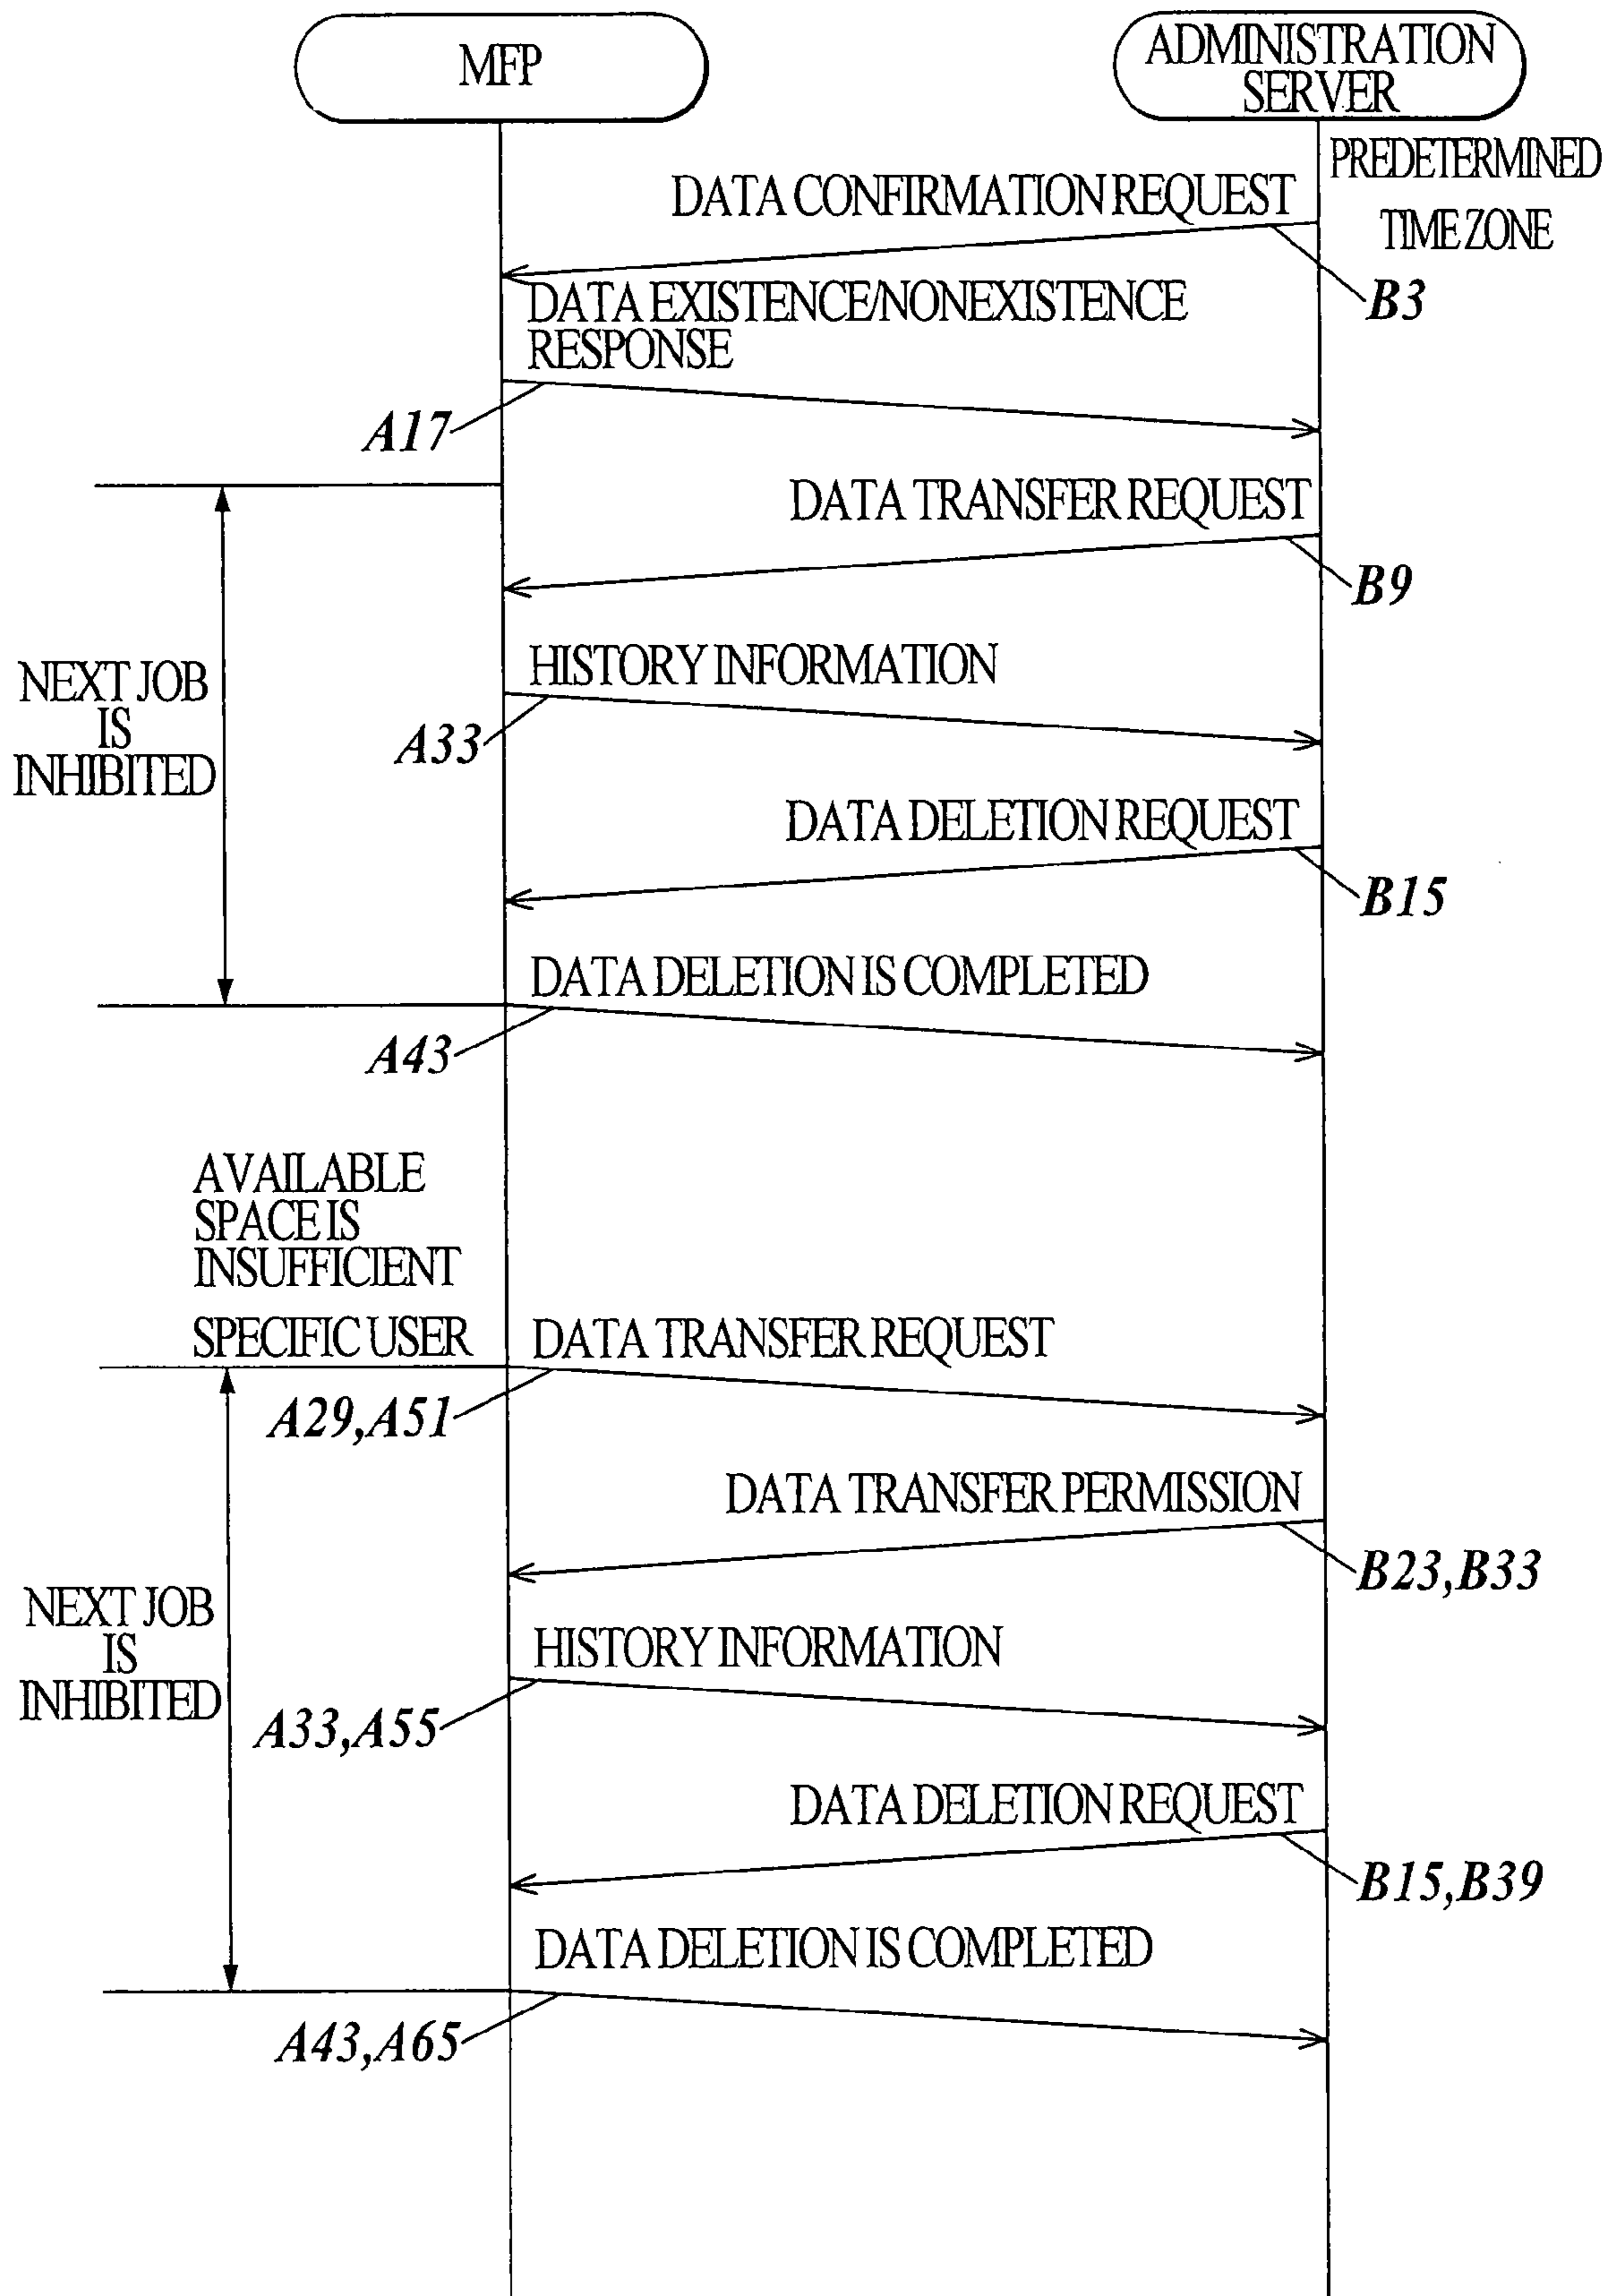 MFP
ADMINISTRATION
SERVER
PREDETERMINED
TIME ZONE
DATA CONFIRMATION REQUEST
B3
DATA EXISTENCE/NONEXISTENCE
RESPONSE
A17
DATA TRANSFER REQUEST
B9
NEXT JOB
IS
INHIBITED
HISTORY INFORMATION
A33
DATA DELETION REQUEST
B15
DATA DELETION IS COMPLETED
A43
AVAILABLE
SPACE IS
INSUFFICIENT
SPECIFIC USER
DATA TRANSFER REQUEST
A29,A51
DATA TRANSFER PERMISSION
B23,B33
NEXT JOB
IS
INHIBITED
HISTORY INFORMATION
A33,A55
DATA DELETION REQUEST
B15,B39
DATA DELETION IS COMPLETED
A43,A65